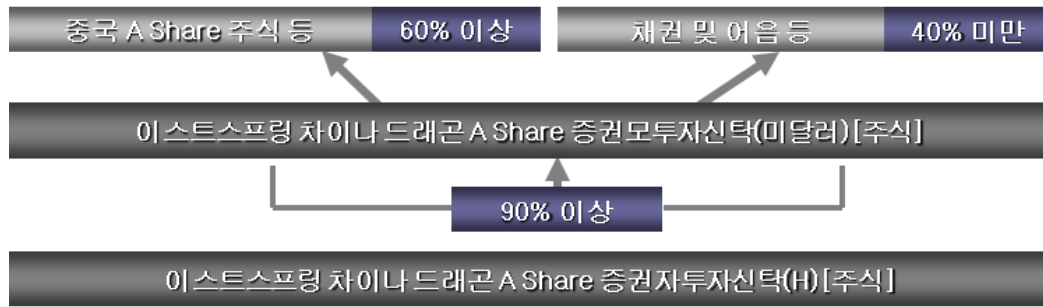 중국 A Share 주식 등 60% 이상 채권 및 어음 등 40% 미만
이스트스프링 차이나 드래곤 A Share 증권모투자신탁(미달러)[주식]
90% 이상
이스트스프링 차이나 드래곤 A Share 증권자투자신탁(H)[주식]